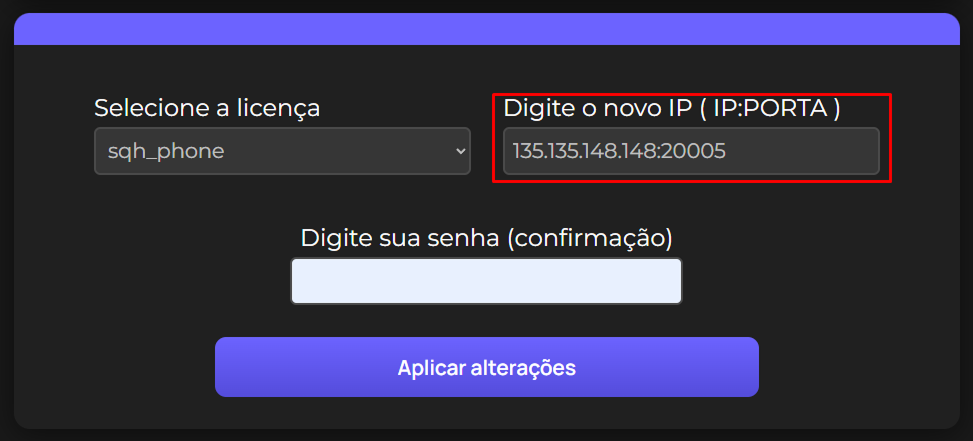 Selecione a licença
sqh_phone
Digite o novo IP ( IP:PORTA )
135.135.148.148:20005
Digite sua senha (confirmação)
Aplicar alterações